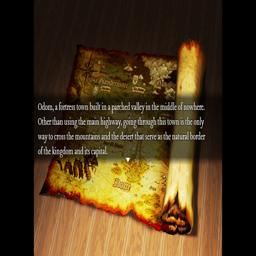 Odom, a fortress town built in a parched valley in the middle of nowhere.
Other than using the main highway, going through this town is the only
way to cross the mountains and the desert that serve as the natural border
of the kingdom and its capital.